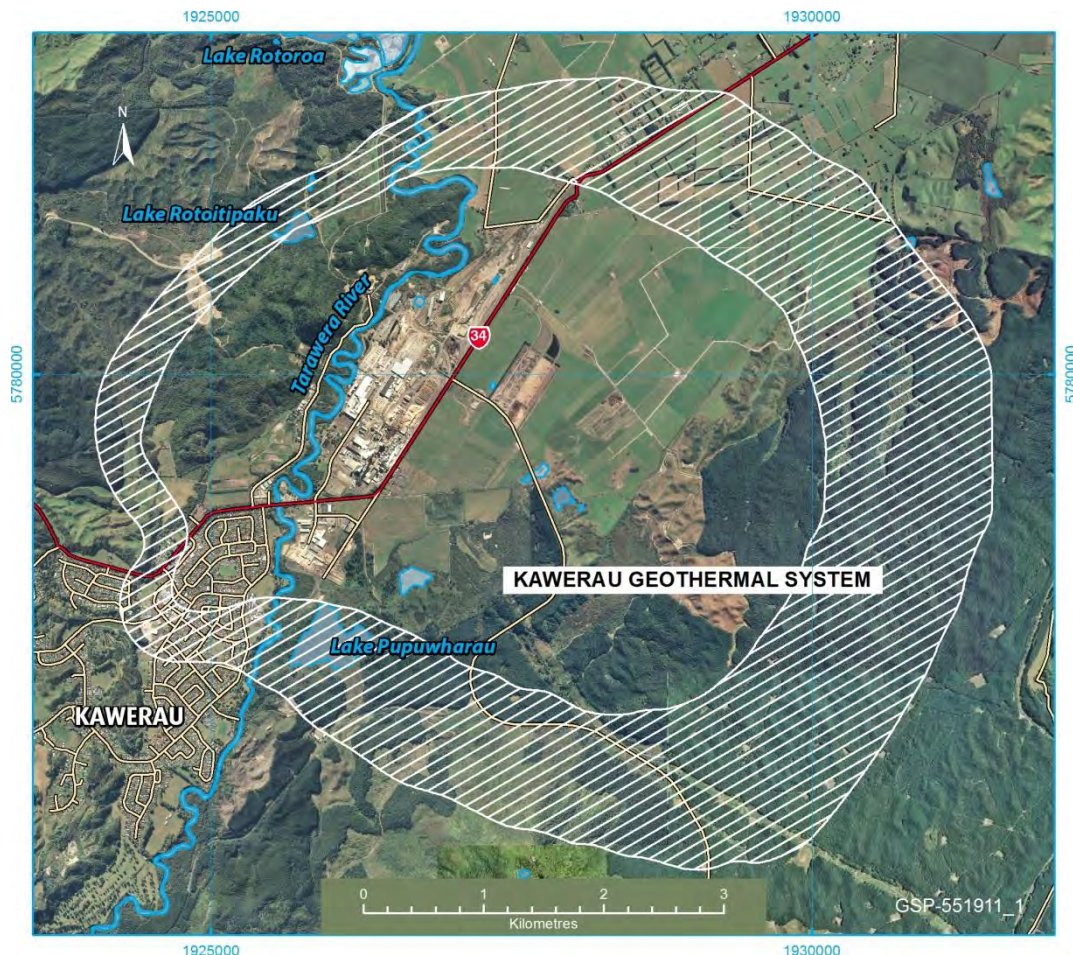 1925000
1930000
Lake Rotoroa
N
Lake Rotoitipaku
Tarawera River
34
5780000
5780000
KAWERAU GEOTHERMAL SYSTEM
Lake Pupuwharau
KAWERAU
0 1 2 3
Kilometres
GSP-551911_1
1925000
1930000